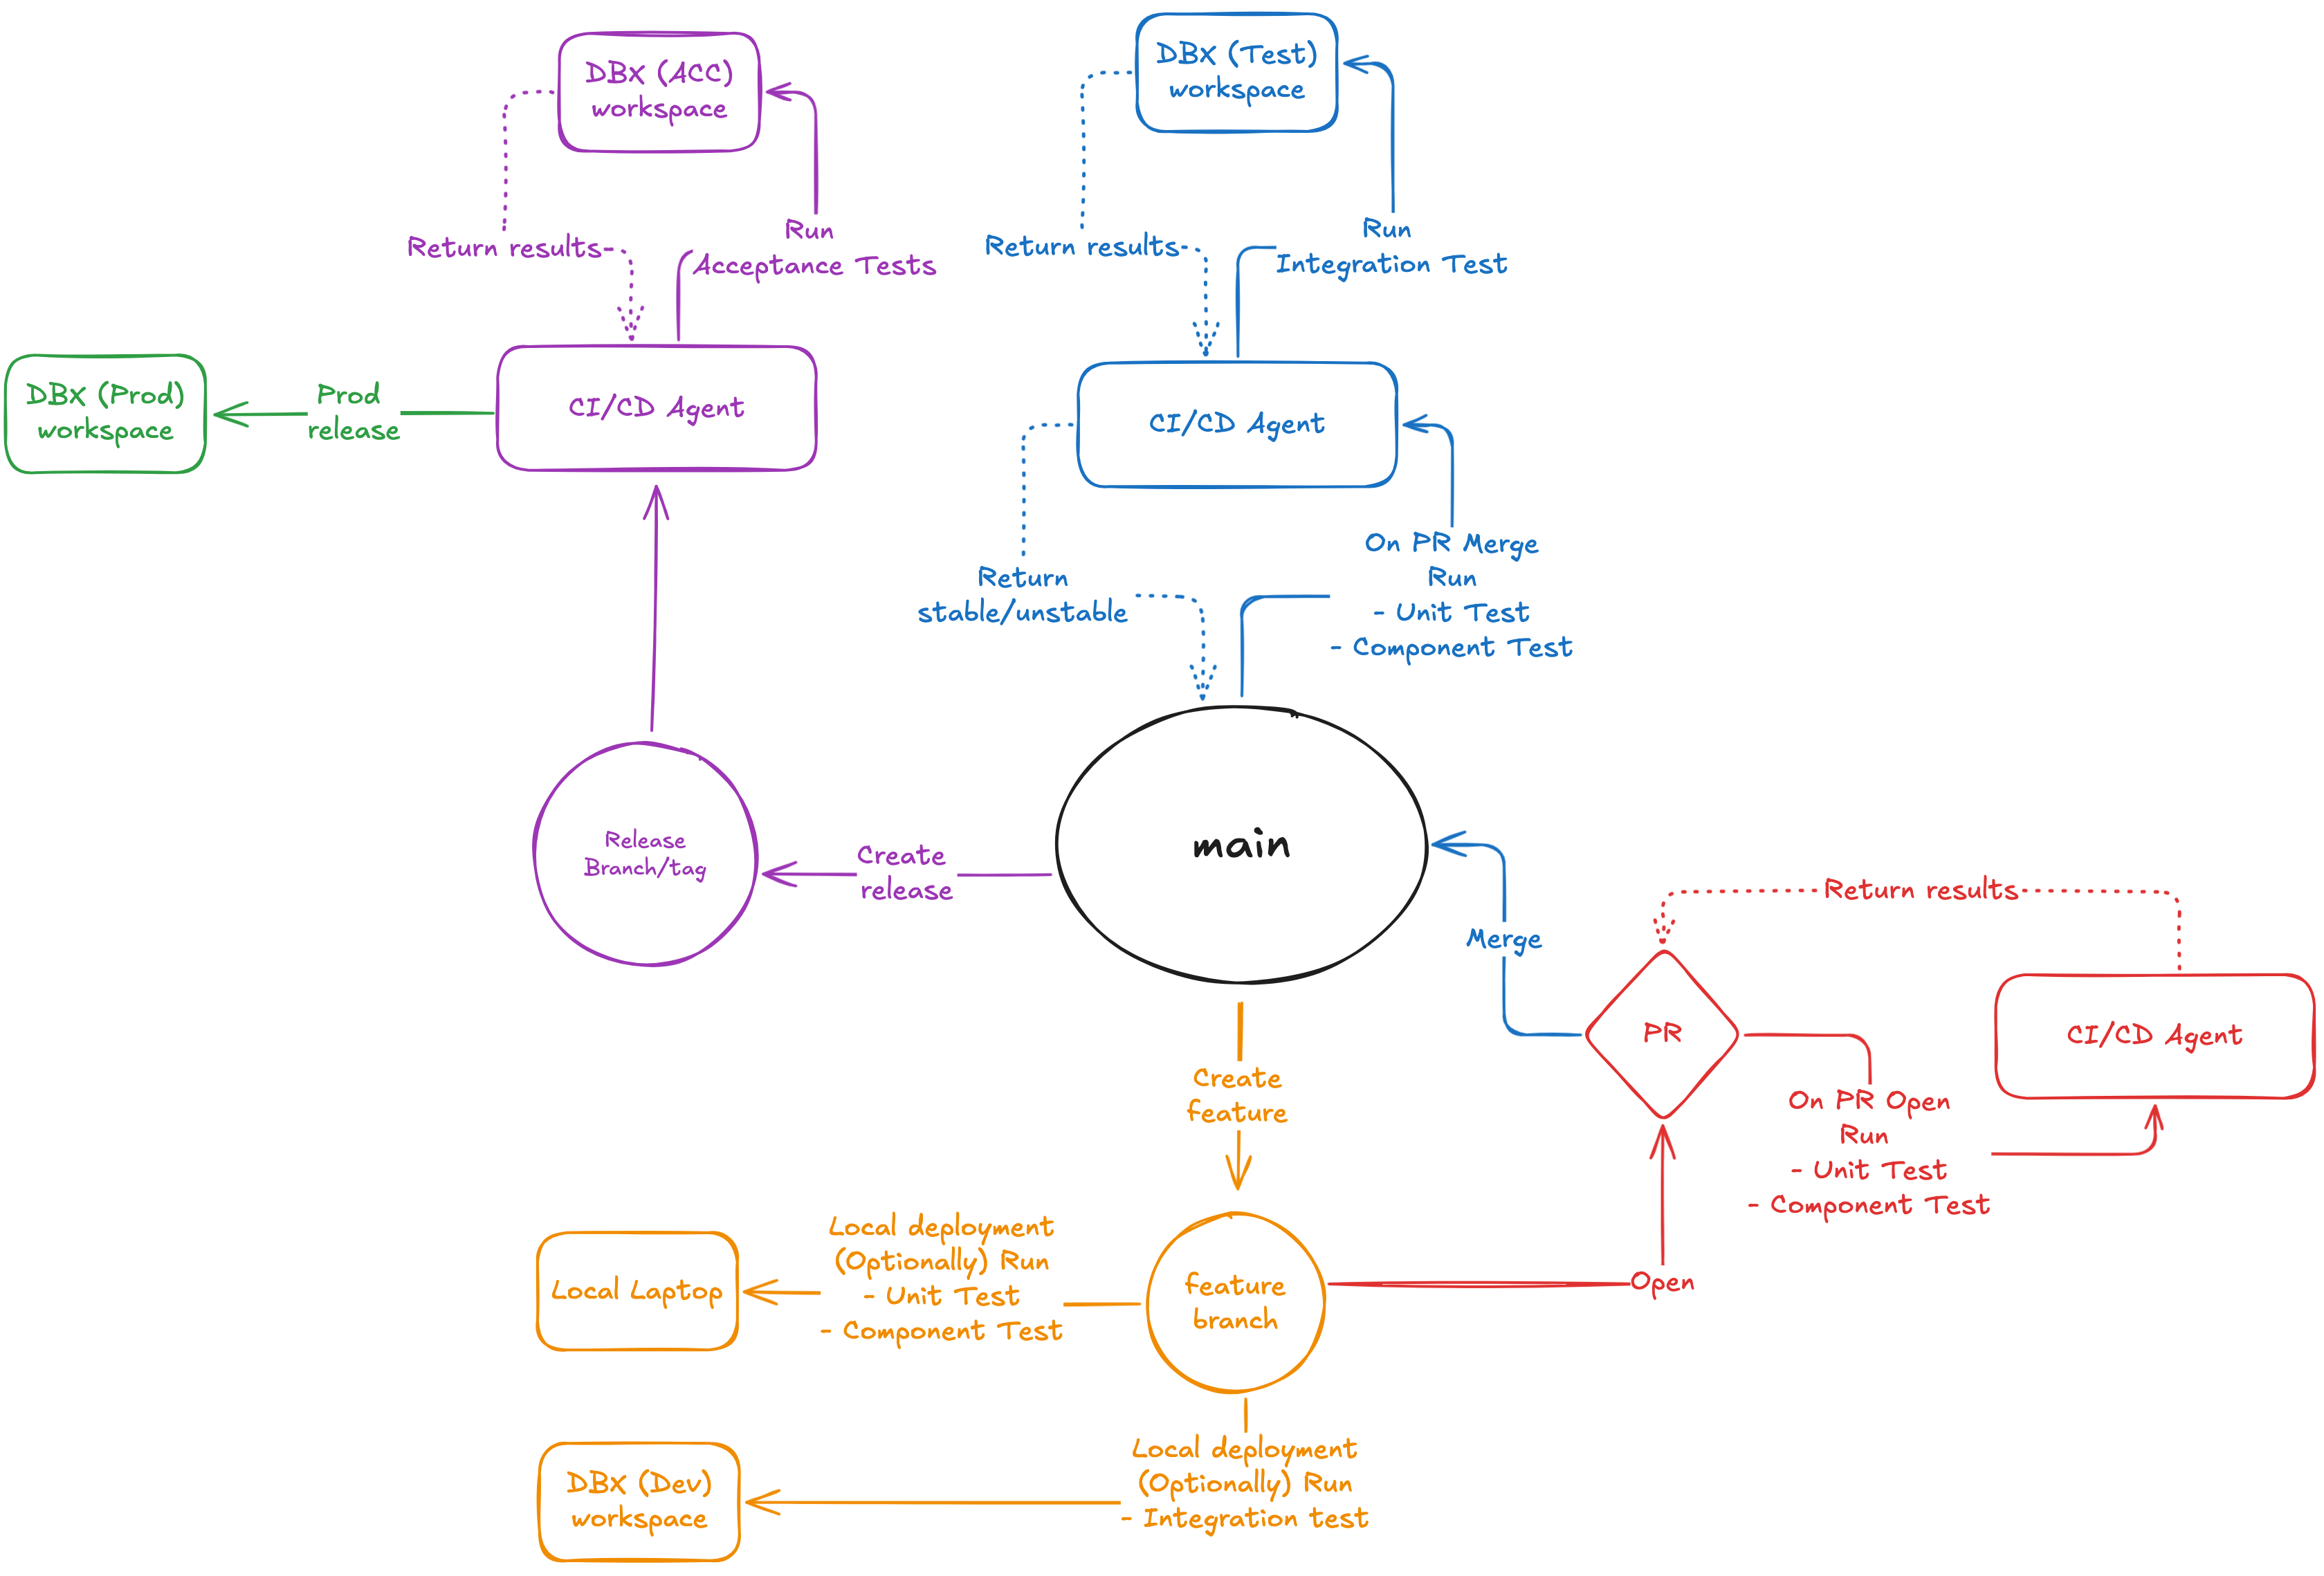 DBx (ACC)
workspace
DBx (Test)
workspace
Return results
Run
Acceptance Tests
Return results
Run
Integration Test
DBx (Prod)
workspace
Prod
release
CI/CD Agent
CI/CD Agent
On PR Merge
Run
- Unit Test
- Component Test
Return
stable/unstable
Release
Branch/tag
Create
release
main
Merge
Return results
PR
CI/CD Agent
On PR Open
Run
- Unit Test
- Component Test
Create
feature
Local Laptop
Local deployment
(Optionally) Run
- Unit Test
- Component Test
feature
branch
Open
DBx (Dev)
workspace
Local deployment
(Optionally) Run
- Integration test